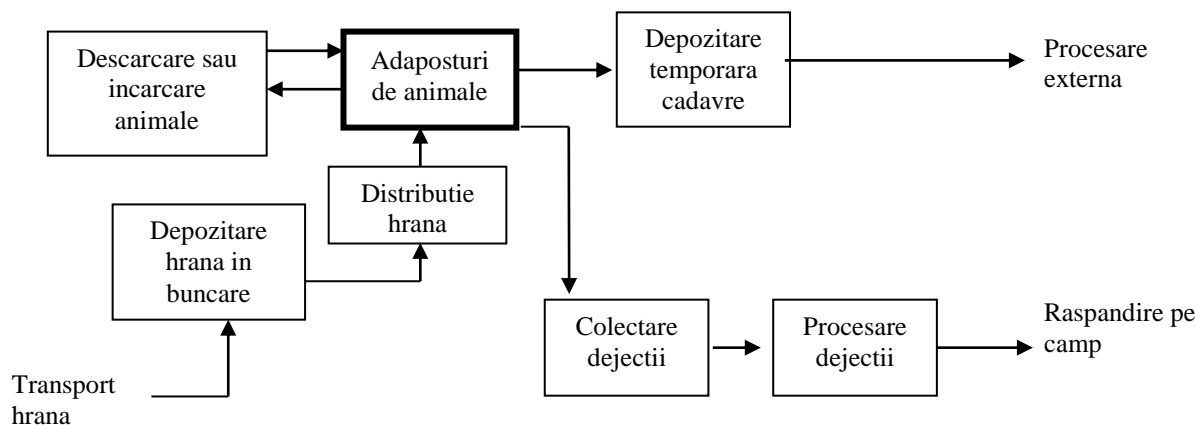 Descarcare sau
incarcare
animale
Adaposturi
de animale
Depozitare
temporara
cadavre
Procesare
externa
Distributie
hrana
Depozitare
hrana in
buncare
Colectare
dejectii
Procesare
dejectii
Raspandire pe
camp
Transport
hrana